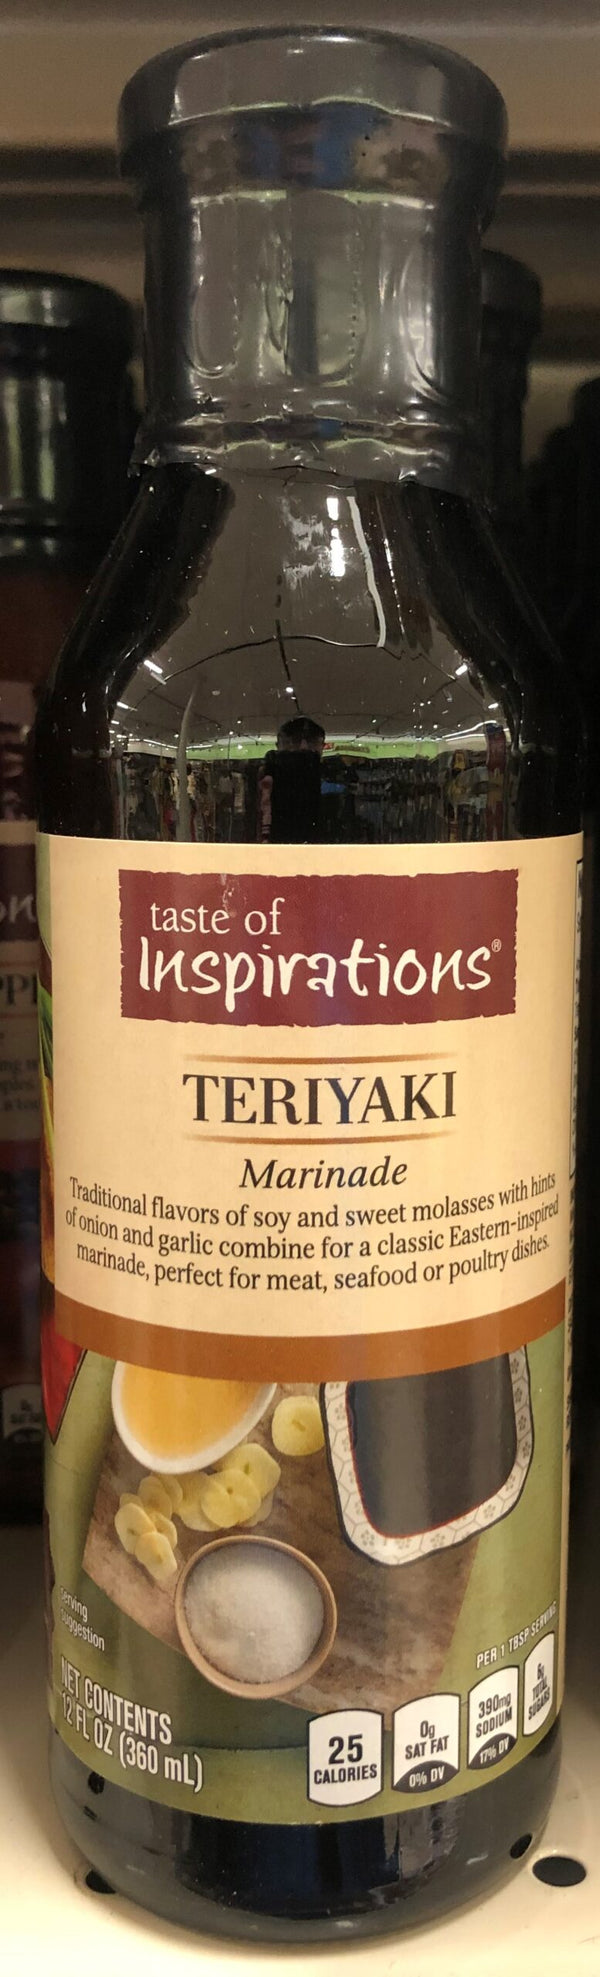 taste of
Inspirations®
TERIYAKI
Marinade
Traditional flavors of soy and sweet molasses with hints
of onion and garlic combine for a classic Eastern-inspired
marinade, perfect for meat, seafood or poultry dishes.
serving
suggestion
NET CONTENTS
12 FL OZ (360 mL)
PER 1 TBSP SERVING
25
CALORIES
0g
SAT FAT
0% DV
390mg
SODIUM
17% DV
6g
TOTAL
SUGARS